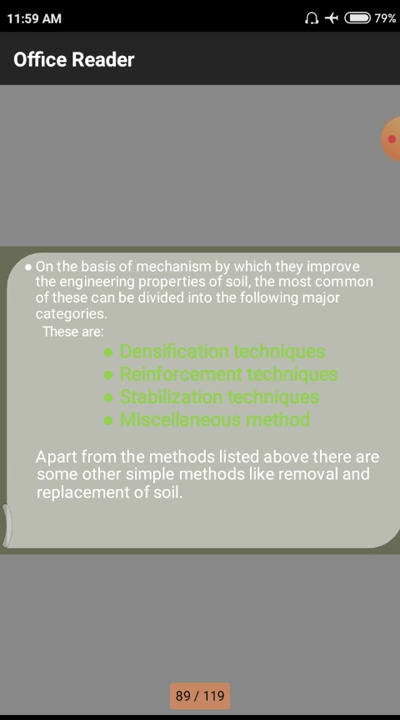 11:59 AM 79%
Office Reader
● On the basis of mechanism by which they improve
the engineering properties of soil, the most common
of these can be divided into the following major
categories.
These are:
● Densification techniques
● Reinforcement techniques
● Stabilization techniques
● Miscellaneous method
Apart from the methods listed above there are
some other simple methods like removal and
replacement of soil.
89 / 119